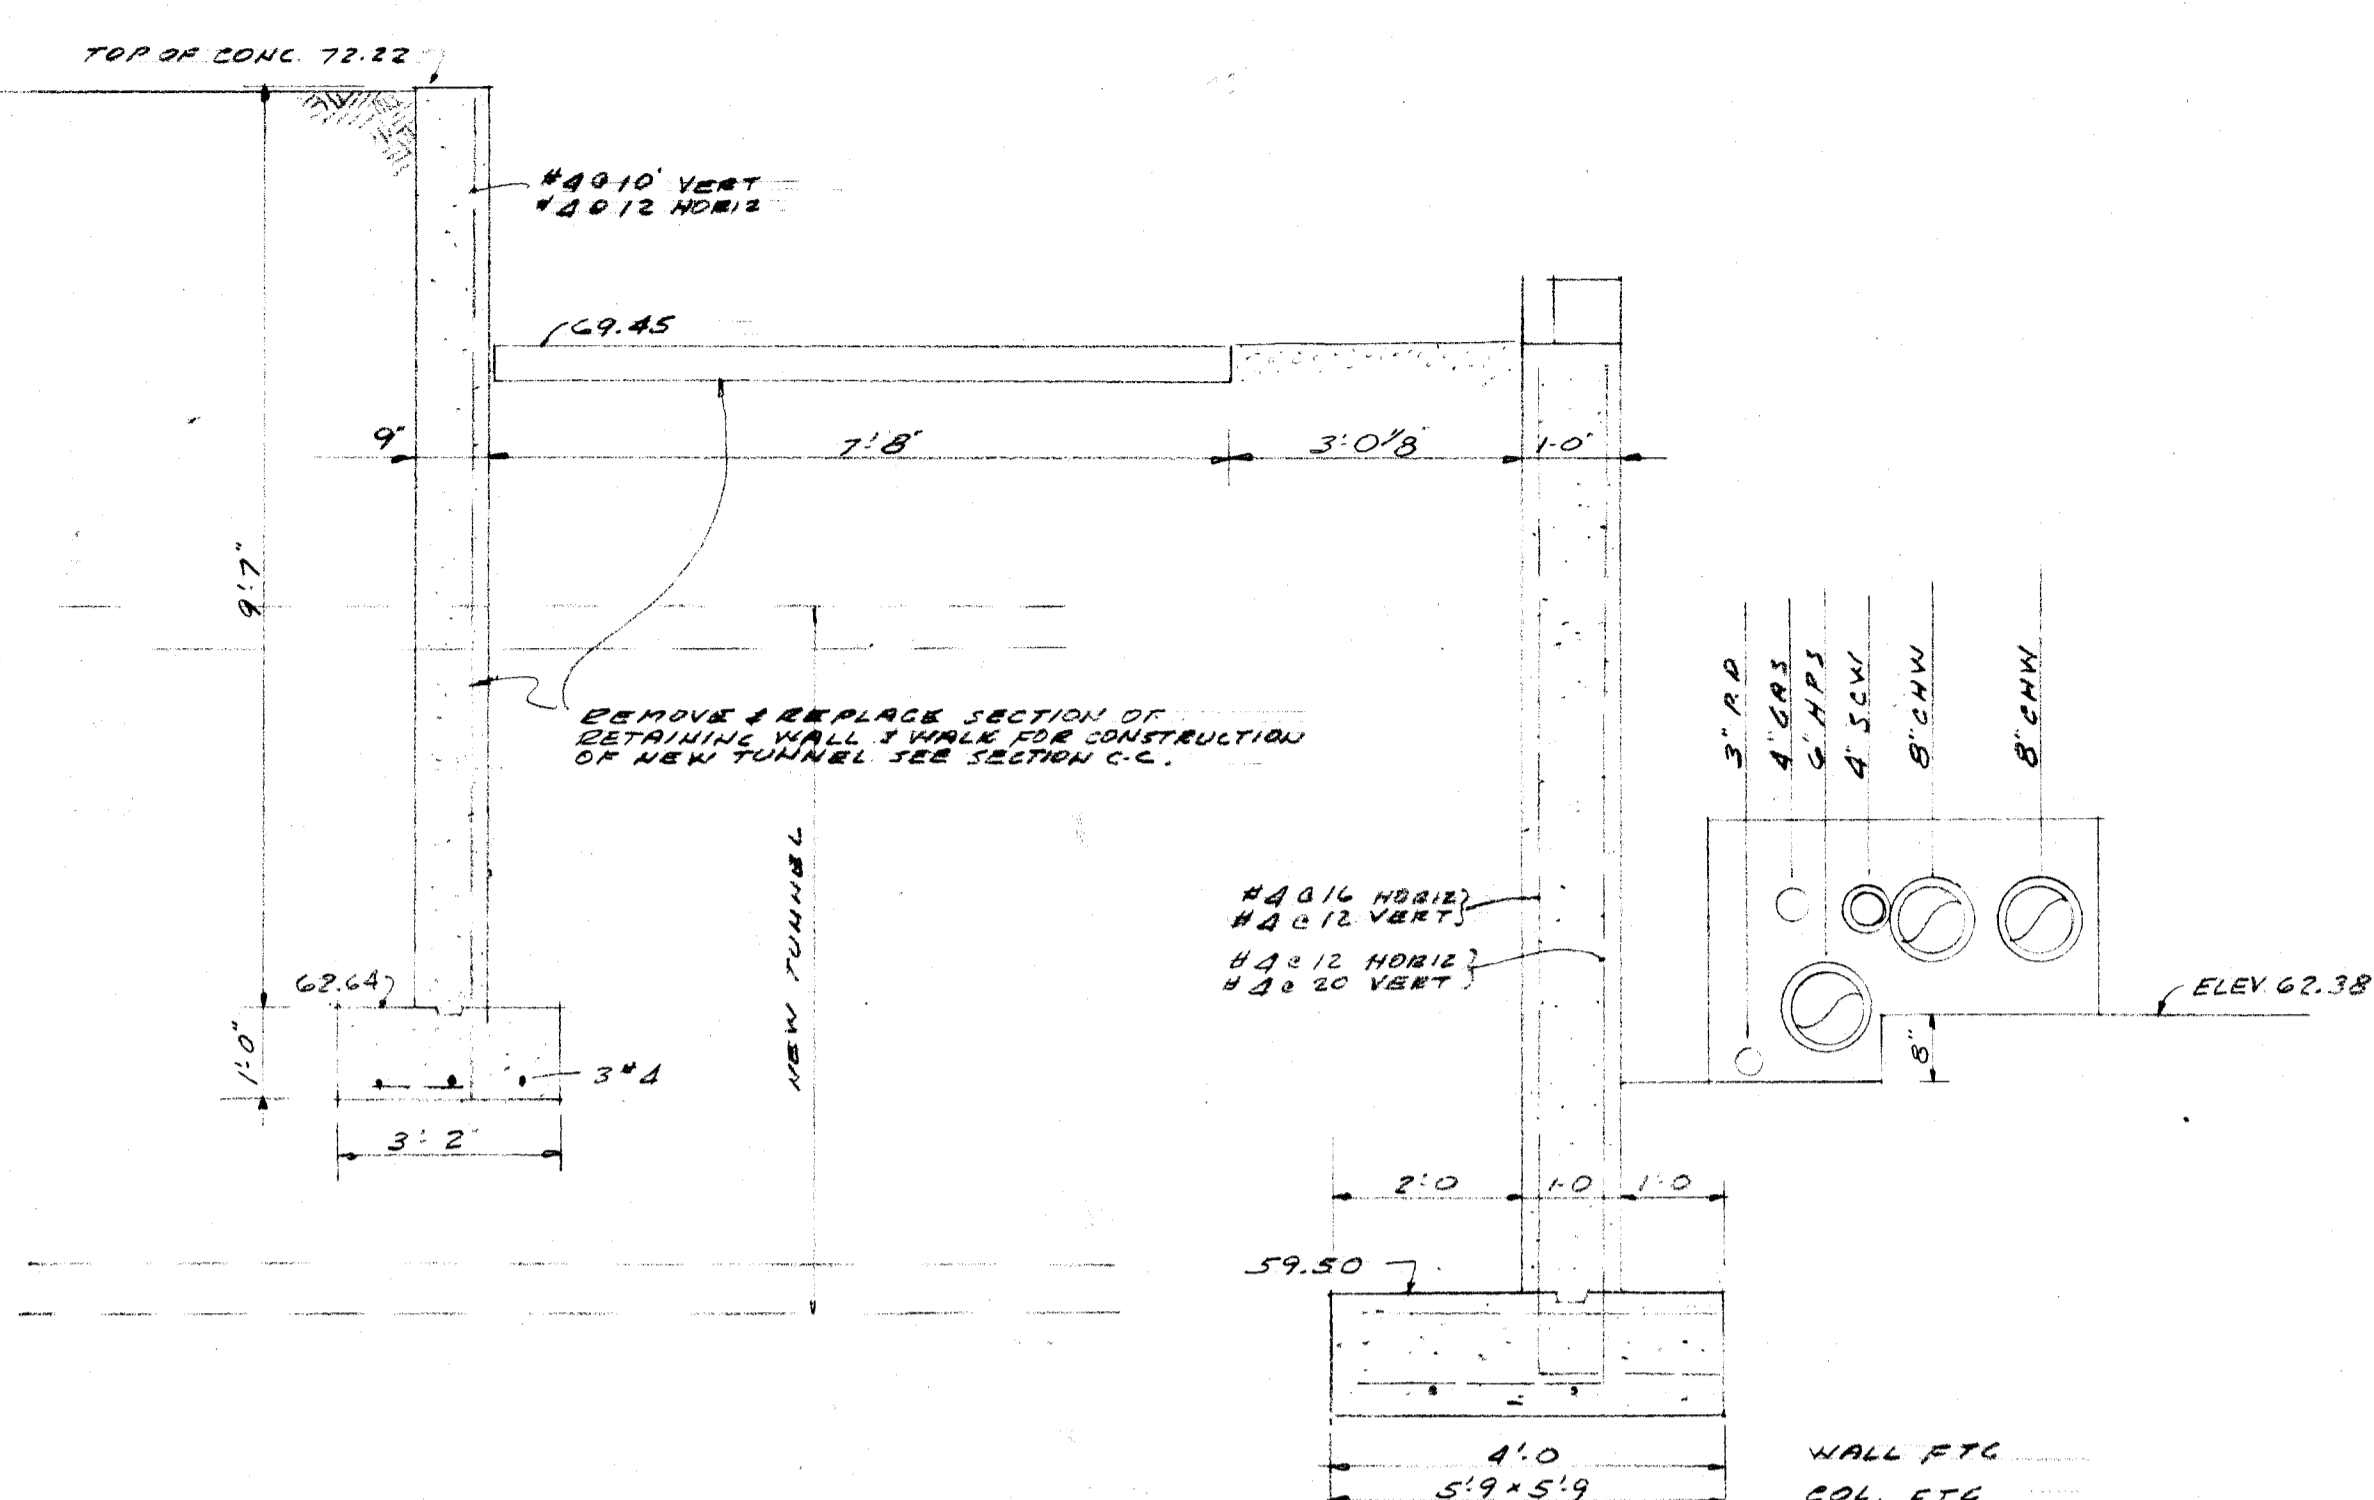 TOP OF CONC. 72.22
#4@10" VERT
#4@12 HORIZ
69.45
9"
7'-8"
3'-0 1/8"
1'-0"
9'-7"
REMOVE & REPLACE SECTION OF
RETAINING WALL & WALK FOR CONSTRUCTION
OF NEW TUNNEL SEE SECTION C-C.
NEW TUNNEL
3" P.D
4" GAS
6" HPS
4" SCW
8" CHW
8" CHW
#4@16 HORIZ
#4@12 VERT
#4@12 HORIZ
#4@20 VERT
62.64
ELEV. 62.38
8"
1'-0"
3#4
3'-2"
2'-0
1-0
1'-0
59.50
4'-0
WALL FTG
5'-9 x 5'-9
COL. FTG